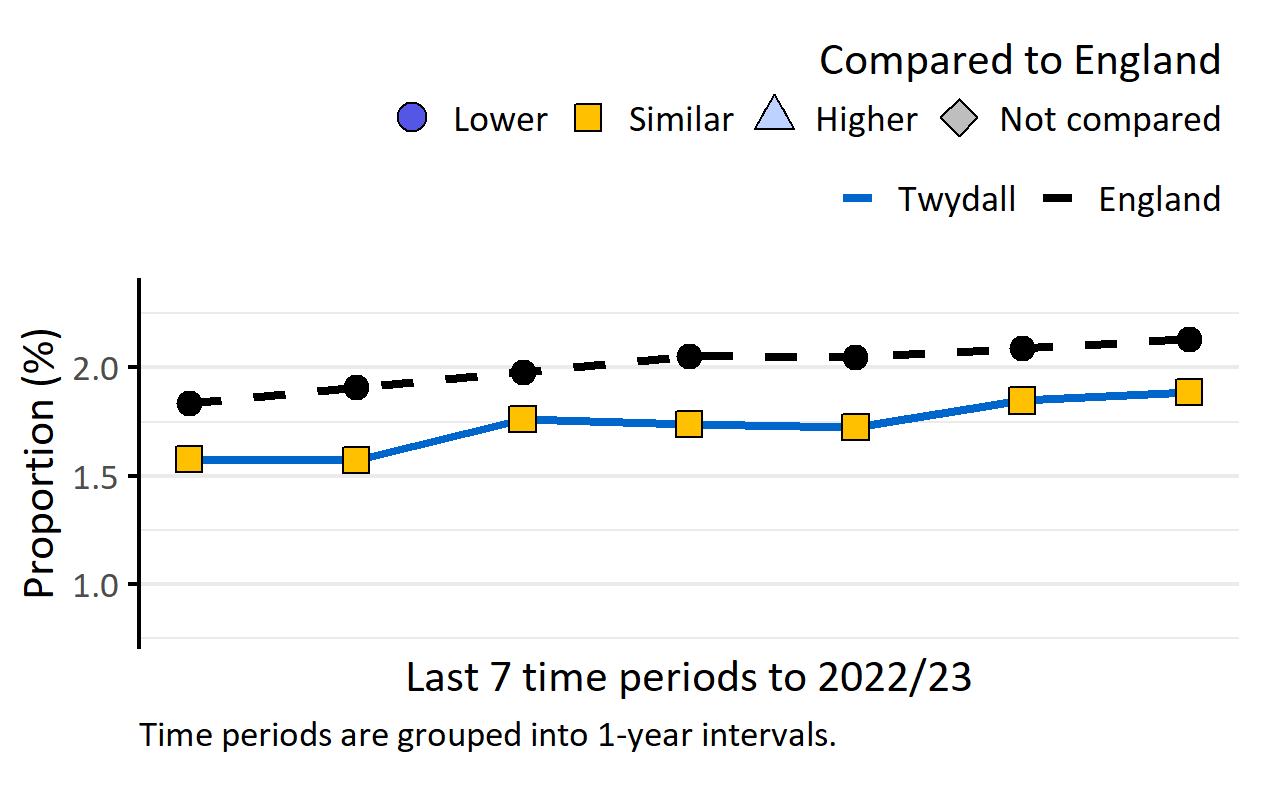 Compared to England
Lower Similar Higher Not compared
Twydall England
Proportion (%)
2.0
1.5
1.0
Last 7 time periods to 2022/23
Time periods are grouped into 1-year intervals.